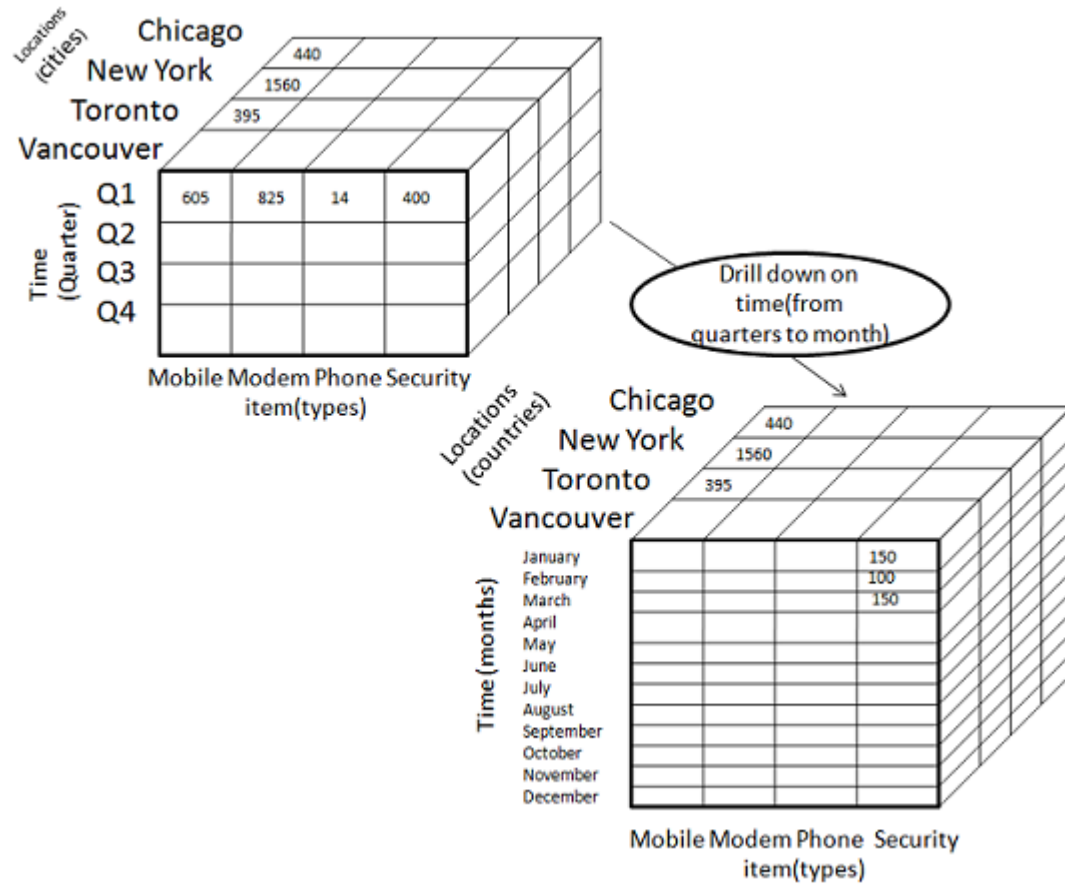 Locations
(cities)
Chicago
New York
Toronto
Vancouver
440
1560
395
Time
(Quarter)
Q1
605 825 14 400
Q2
Q3
Q4
Mobile Modem Phone Security
item(types)
Drill down on
time(from
quarters to month)
Locations
(countries)
Chicago
New York
Toronto
Vancouver
440
1560
395
Time (months)
January 150
February 100
March 150
April
May
June
July
August
September
October
November
December
Mobile Modem Phone Security
item(types)